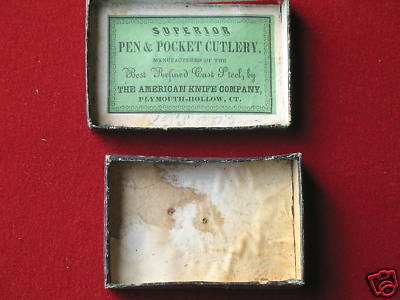 SUPERIOR
PEN & POCKET CUTLERY,
MANUFACTURED OF THE
Best Refined Cast Steel, by
THE AMERICAN KNIFE COMPANY,
PLYMOUTH-HOLLOW, CT.